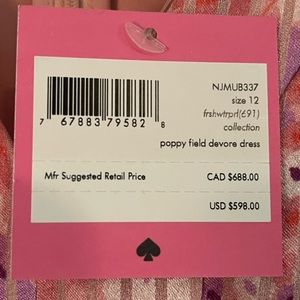 NJMUB337
size 12
frshwtrprl(691)
collection
7 67883 79582 8
poppy field devore dress
Mfr Suggested Retail Price CAD $688.00
USD $598.00